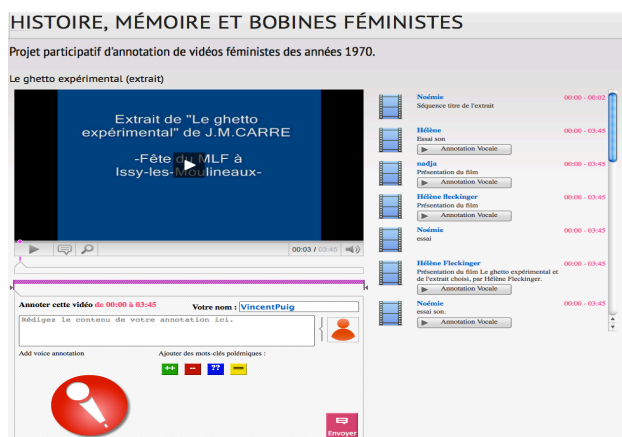 HISTOIRE, MÉMOIRE ET BOBINES FÉMINISTES
Projet participatif d'annotation de vidéos féministes des années 1970.
Le ghetto expérimental (extrait)
Extrait de "Le ghetto
expérimental" de J.M.CARRE
-Fête du MLF à
Issy-les-Moulineaux-
00:03 / 03:45
Annoter cette vidéo de 00:00 à 03:45
Votre nom : VincentPuig
Rédigez le contenu de votre annotation ici.
Add voice annotation
Ajouter des mots-clés polémiques :
++ -- ?? ==
Envoyer
Noémie 00:00 - 00:02
Séquence titre de l'extrait
Hélène 00:00 - 03:45
Essai son
Annotation Vocale
nadja 00:00 - 03:45
Présentation du film
Annotation Vocale
Hélène fleckinger 00:00 - 03:45
Présentation du film
Annotation Vocale
Noémie 00:00 - 03:45
essai
Hélène Fleckinger 00:00 - 03:45
Présentation du film Le ghetto expérimental et
de l'extrait choisi, par Hélène Fleckinger.
Annotation Vocale
Noémie 00:00 - 03:45
essai son.
Annotation Vocale